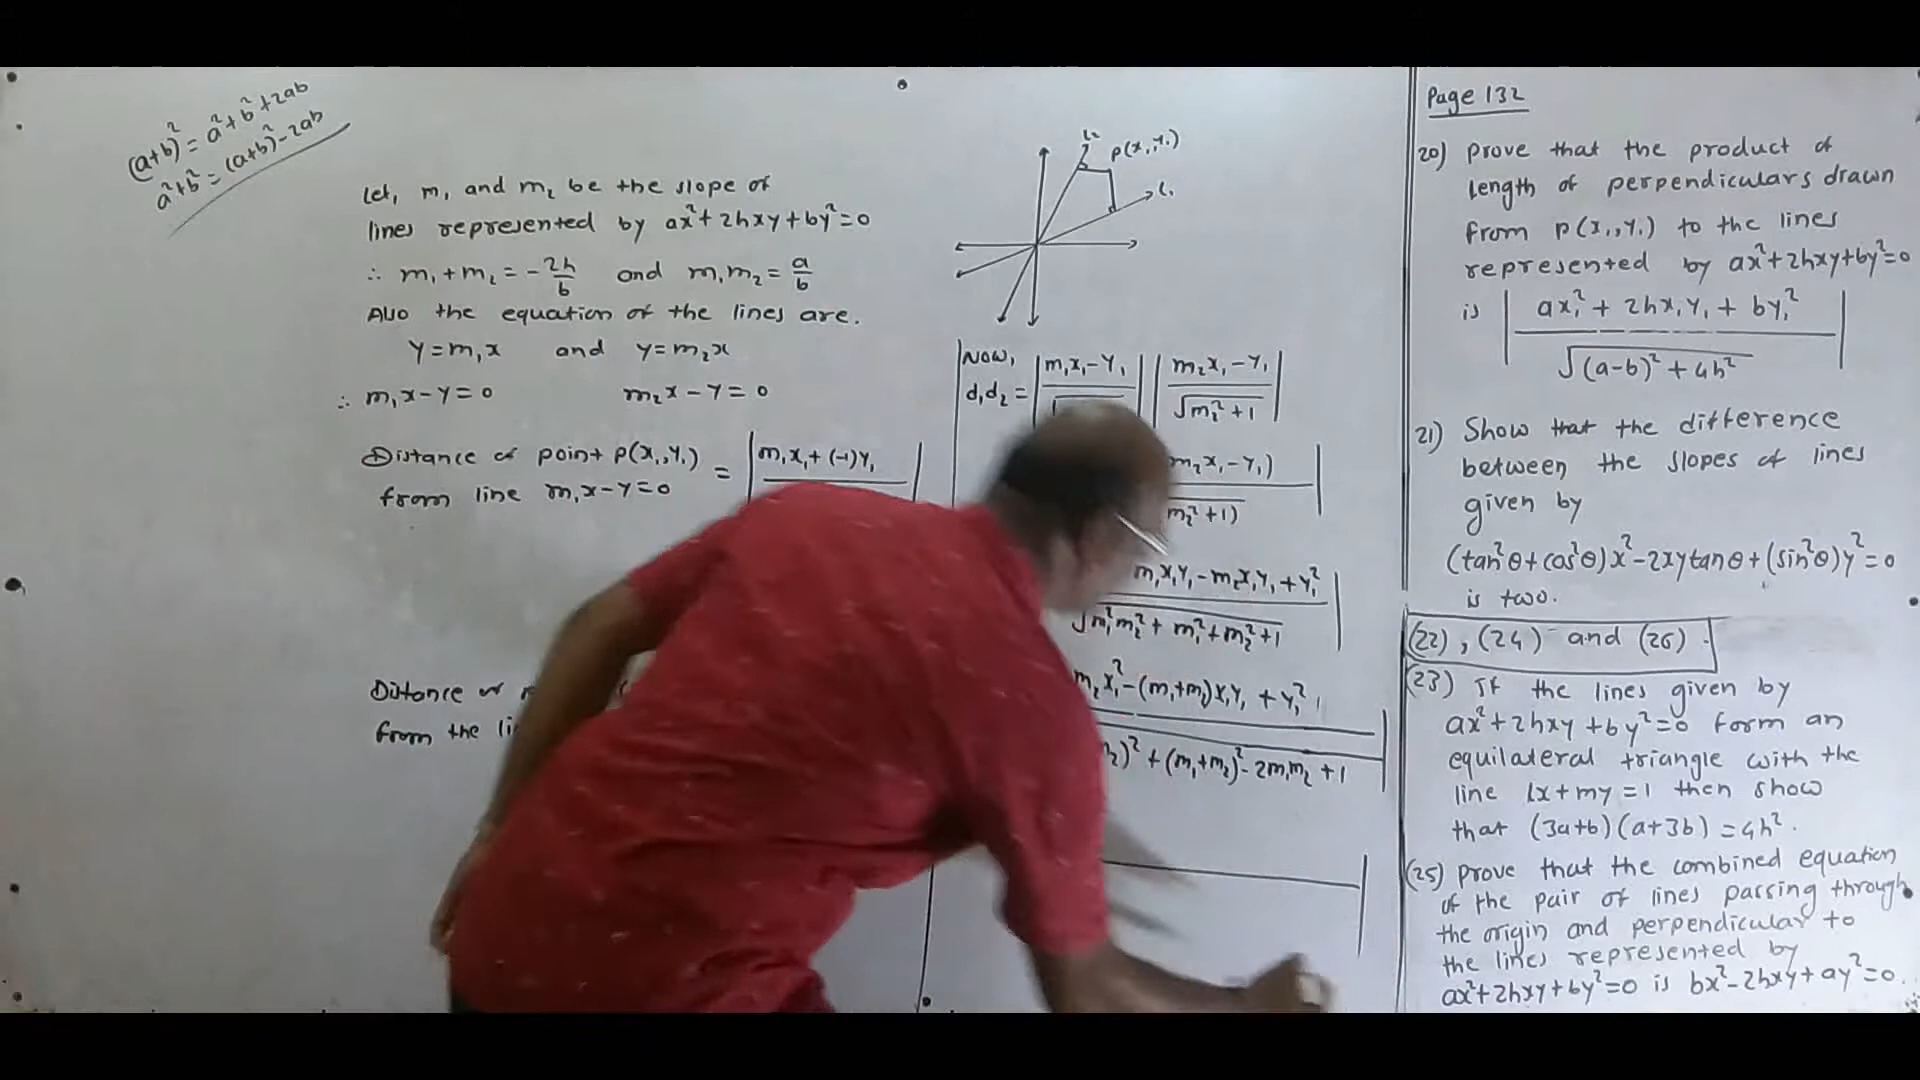 (a+b)² = a²+b²+2ab
a²+b² = (a+b)²-2ab
Let, m₁ and m₂ be the slope of
lines represented by ax²+2hxy+by²=0
∴ m₁+m₂ = -2h/b and m₁m₂ = a/b
Also the equation of the lines are.
y=m₁x and y=m₂x
∴ m₁x-y=0 m₂x-y=0
Distance of point P(x₁,y₁) = | m₁x₁+(-1)y₁
from line m₁x-y=0
Distance of
from the
L₂
P(x₁,y₁)
L₁
Now,
d₁d₂ = | m₁x₁-y₁ | | m₂x₁-y₁ / √m₂²+1 |
m₂x₁-y₁) |
m₂²+1)
m₁x₁y₁-m₂x₁y₁+y₁² |
√m₁²m₂²+m₁²+m₂²+1
m₂x₁²-(m₁+m₂)x₁y₁+y₁² |
)²+(m₁+m₂)²-2m₁m₂+1
Page 132
20) Prove that the product of
length of perpendiculars drawn
from P(x₁,y₁) to the lines
represented by ax²+2hxy+by²=0
is | ax₁²+2hx₁y₁+by₁² / √(a-b)²+4h² |
21) Show that the difference
between the slopes of lines
given by
(tan²θ+cos²θ)x²-2xytanθ+(sin²θ)y²=0
is two.
(22), (24) and (26).
(23) If the lines given by
ax²+2hxy+by²=0 form an
equilateral triangle with the
line lx+my=1 then show
that (3a+b)(a+3b)=4h².
(25) Prove that the combined equation
of the pair of lines passing through
the origin and perpendicular to
the lines represented by
ax²+2hxy+by²=0 is bx²-2hxy+ay²=0.